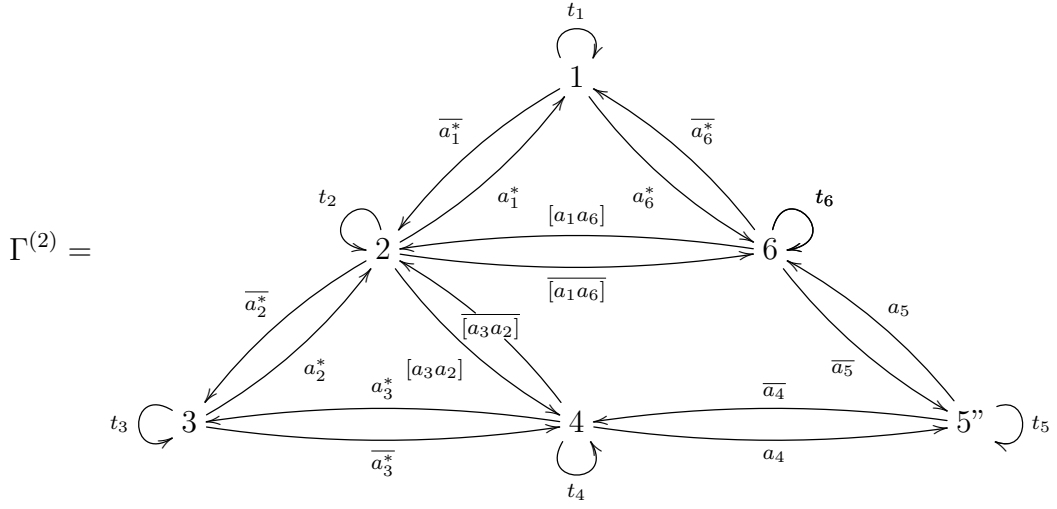 t_1
1
\overline{a_1^*} \overline{a_6^*}
a_1^* a_6^*
t_2 [a_1a_6] t_6
Γ^{(2)} = 2 6
\overline{[a_1a_6]}
\overline{a_2^*} \overline{[a_3a_2]} a_5
a_2^* [a_3a_2] \overline{a_5}
a_3^* \overline{a_4}
t_3 3 4 5” t_5
\overline{a_3^*} a_4
t_4